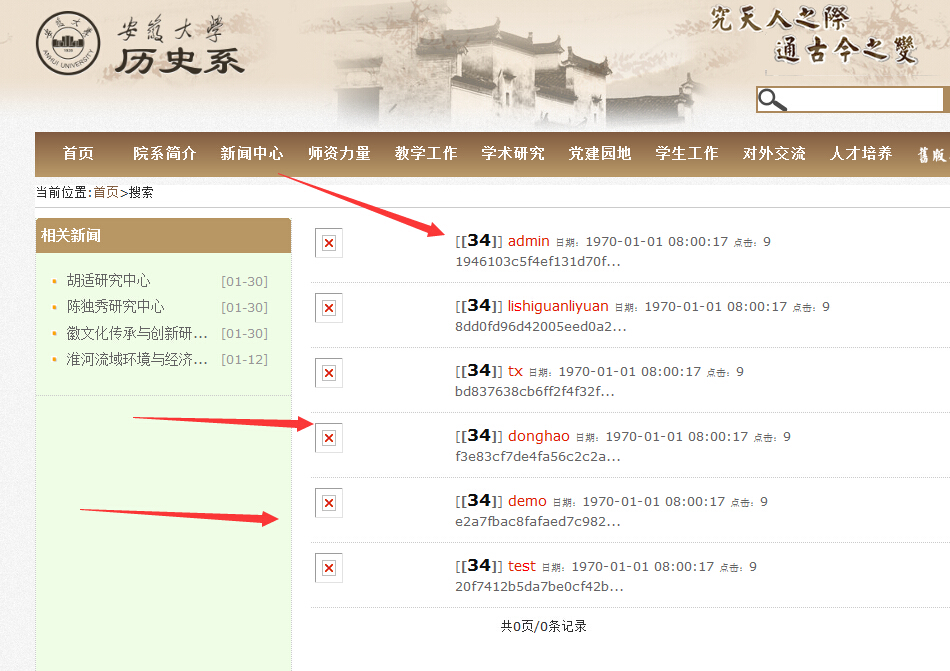 安徽大学
历史系
ANHUI UNIVERSITY
究天人之際
通古今之變
首页 院系简介 新闻中心 师资力量 教学工作 学术研究 党建园地 学生工作 对外交流 人才培养 舊版
当前位置:首页>搜索
相关新闻
胡适研究中心 [01-30]
陈独秀研究中心 [01-30]
徽文化传承与创新研... [01-30]
淮河流域环境与经济... [01-12]
[[34]] admin 日期: 1970-01-01 08:00:17 点击: 9
1946103c5f4ef131d70f...
[[34]] lishiguanliyuan 日期: 1970-01-01 08:00:17 点击: 9
8dd0fd96d42005eed0a2...
[[34]] tx 日期: 1970-01-01 08:00:17 点击: 9
bd837638cb6ff2f4f32f...
[[34]] donghao 日期: 1970-01-01 08:00:17 点击: 9
f3e83cf7de4fa56c2c2a...
[[34]] demo 日期: 1970-01-01 08:00:17 点击: 9
e2a7fbac8fafaed7c982...
[[34]] test 日期: 1970-01-01 08:00:17 点击: 9
20f7412b5da7be0cf42b...
共0页/0条记录